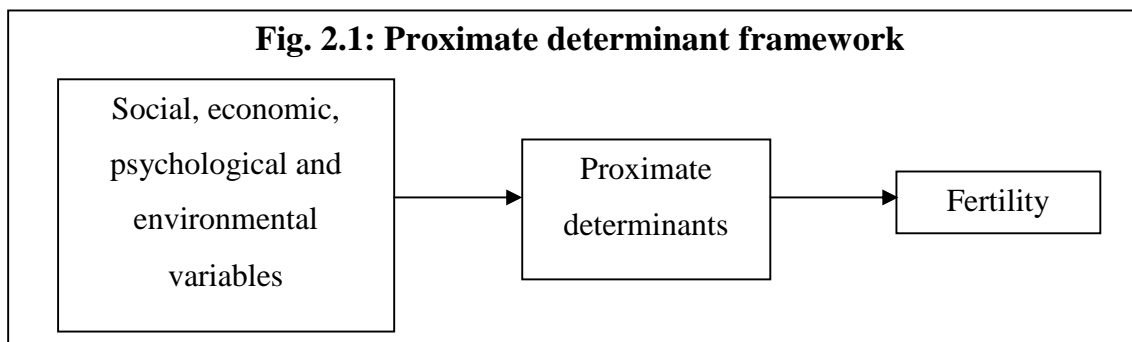 Fig. 2.1: Proximate determinant framework
Social, economic,
psychological and
environmental
variables
Proximate
determinants
Fertility